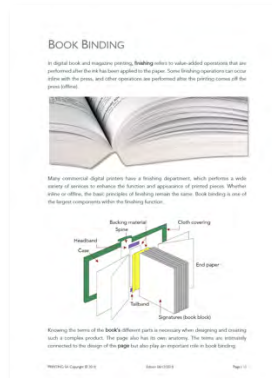 BOOK BINDING
In digital book and magazine printing, finishing refers to value-added operations that are
performed after the ink has been applied to the paper. Some finishing operations can occur
inline with the press, and other operations are performed after the printing comes off the
press (offline).
Many commercial digital printers have a finishing department, which performs a wide
variety of services to enhance the function and appearance of printed pieces. Whether
inline or offline, the basic principles of finishing remain the same. Book binding is one of
the largest components within the finishing function.
Backing material
Cloth covering
Spine
Headband
Case
End paper
Tailband
Signatures (book block)
Knowing the terms of the book's different parts is necessary when designing and creating
such a complex product. The page also has its own anatomy. The terms are intimately
connected to the design of the page but also play an important role in book binding.